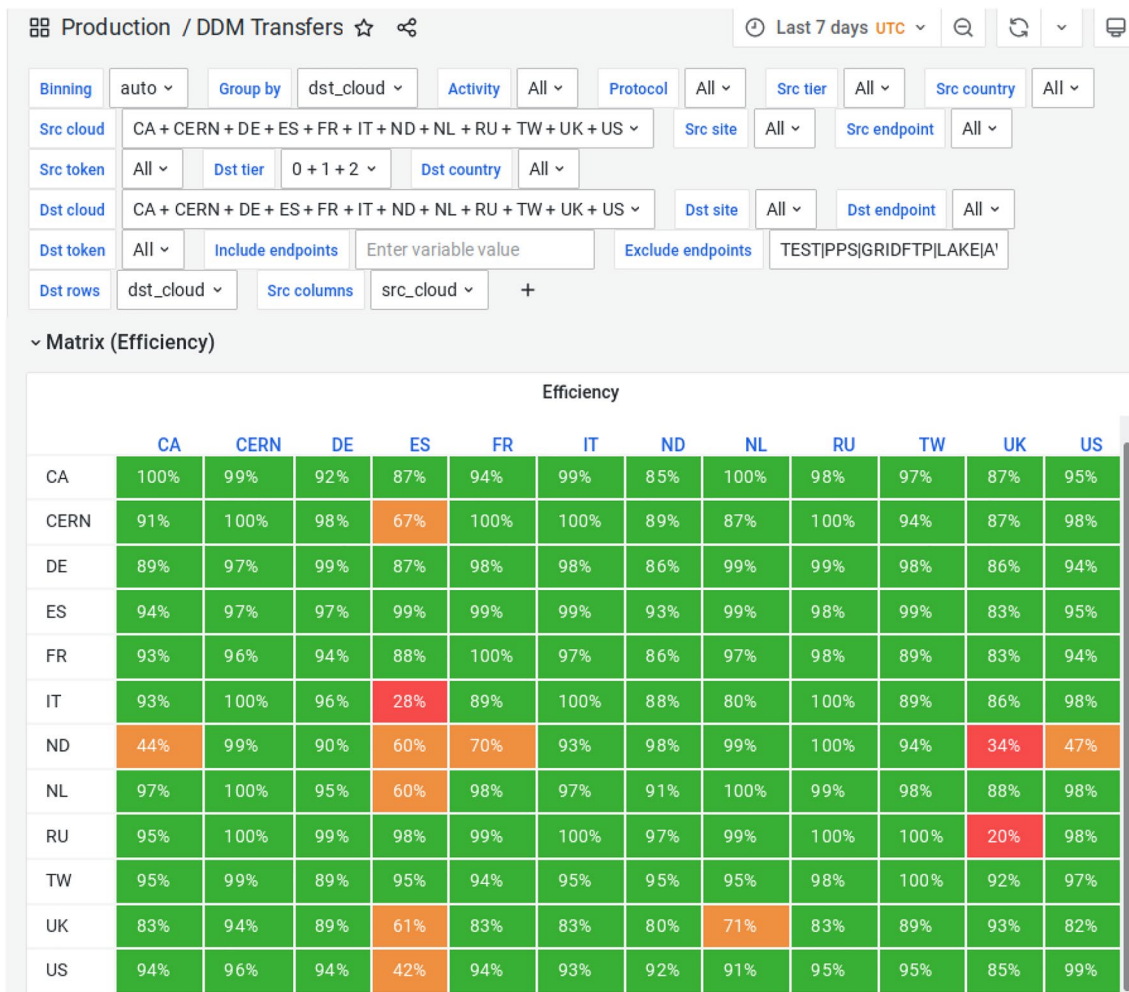 Production / DDM Transfers Last 7 days UTC
Binning auto Group by dst_cloud Activity All Protocol All Src tier All Src country All
Src cloud CA + CERN + DE + ES + FR + IT + ND + NL + RU + TW + UK + US Src site All Src endpoint All
Src token All Dst tier 0 + 1 + 2 Dst country All
Dst cloud CA + CERN + DE + ES + FR + IT + ND + NL + RU + TW + UK + US Dst site All Dst endpoint All
Dst token All Include endpoints Enter variable value Exclude endpoints TEST|PPS|GRIDFTP|LAKE|
Dst rows dst_cloud Src columns src_cloud +
Matrix (Efficiency)
Efficiency
CA CERN DE ES FR IT ND NL RU TW UK US
CA 100% 99% 92% 87% 94% 99% 85% 100% 98% 97% 87% 95%
CERN 91% 100% 98% 67% 100% 100% 89% 87% 100% 94% 87% 98%
DE 89% 97% 99% 87% 98% 98% 86% 99% 99% 98% 86% 94%
ES 94% 97% 97% 99% 99% 99% 93% 99% 98% 99% 83% 95%
FR 93% 96% 94% 88% 100% 97% 86% 97% 98% 89% 83% 94%
IT 93% 100% 96% 28% 89% 100% 88% 80% 100% 89% 86% 98%
ND 44% 99% 90% 60% 70% 93% 98% 99% 100% 94% 34% 47%
NL 97% 100% 95% 60% 98% 97% 91% 100% 99% 98% 88% 98%
RU 95% 100% 99% 98% 99% 100% 97% 99% 100% 100% 20% 98%
TW 95% 99% 89% 95% 94% 95% 95% 95% 98% 100% 92% 97%
UK 83% 94% 89% 61% 83% 83% 80% 71% 83% 89% 93% 82%
US 94% 96% 94% 42% 94% 93% 92% 91% 95% 95% 85% 99%